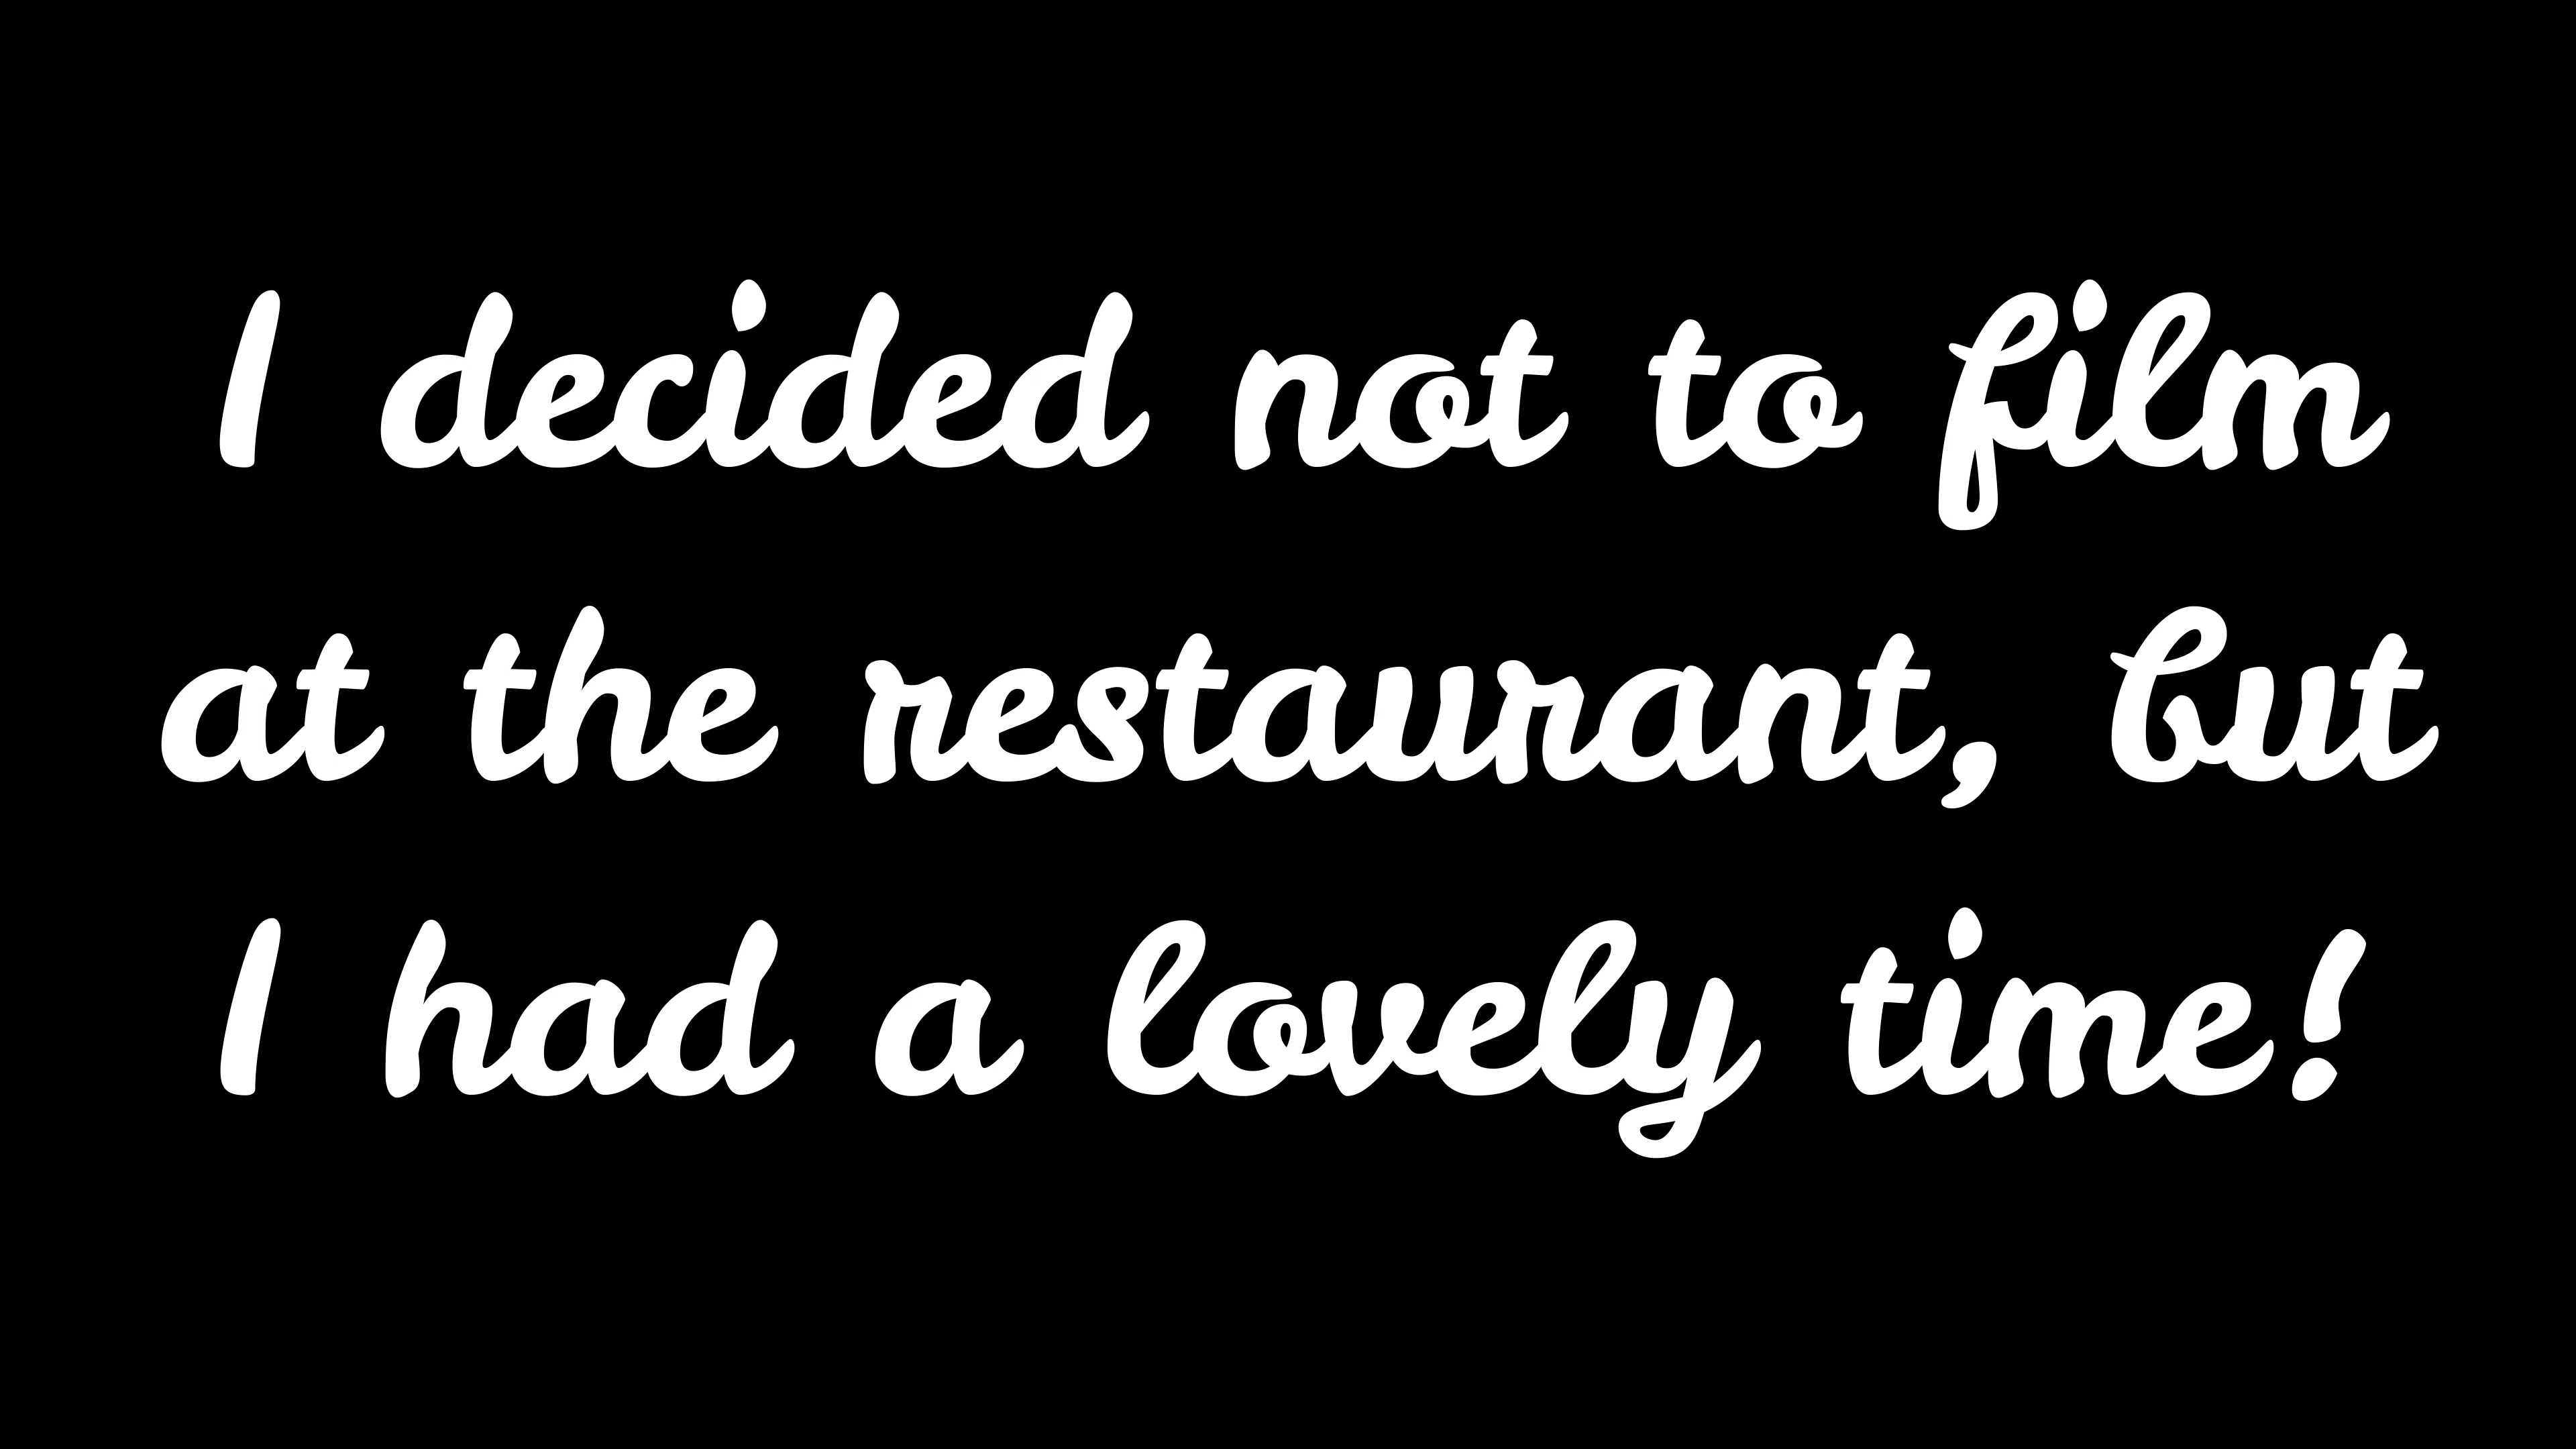 I decided not to film
at the restaurant, but
I had a lovely time!